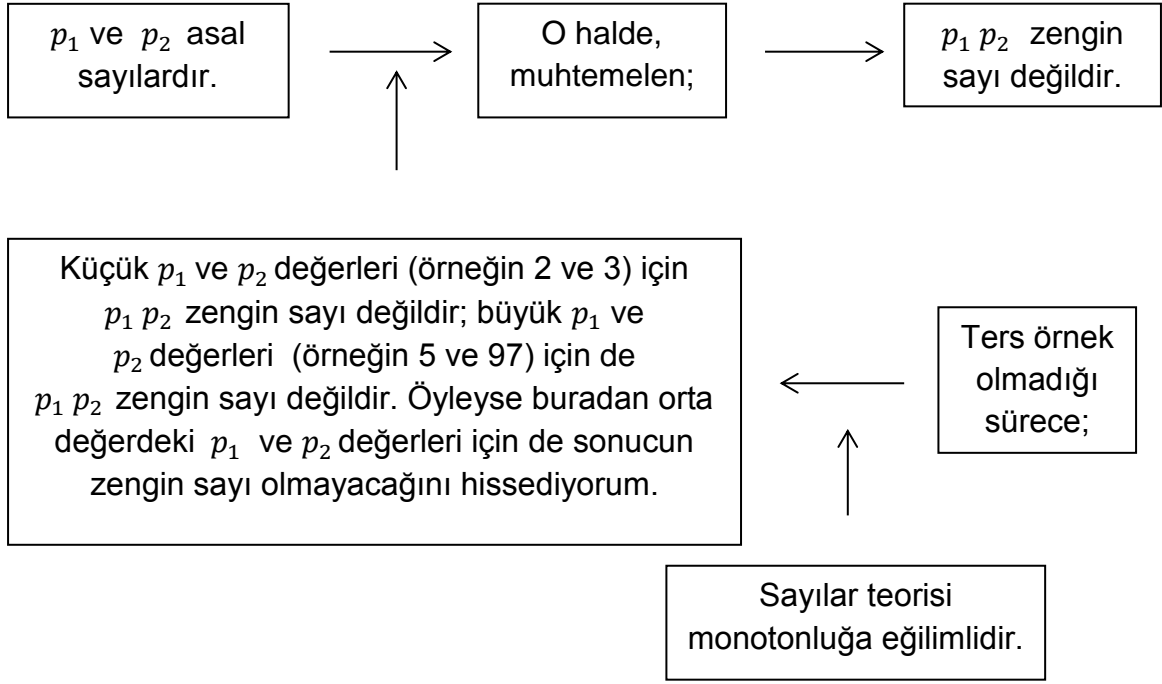 p₁ ve p₂ asal
sayılardır.
O halde,
muhtemelen;
p₁ p₂ zengin
sayı değildir.
Küçük p₁ ve p₂ değerleri (örneğin 2 ve 3) için
p₁ p₂ zengin sayı değildir; büyük p₁ ve
p₂ değerleri (örneğin 5 ve 97) için de
p₁ p₂ zengin sayı değildir. Öyleyse buradan orta
değerdeki p₁ ve p₂ değerleri için de sonucun
zengin sayı olmayacağını hissediyorum.
Ters örnek
olmadığı
sürece;
Sayılar teorisi
monotonluğa eğilimlidir.